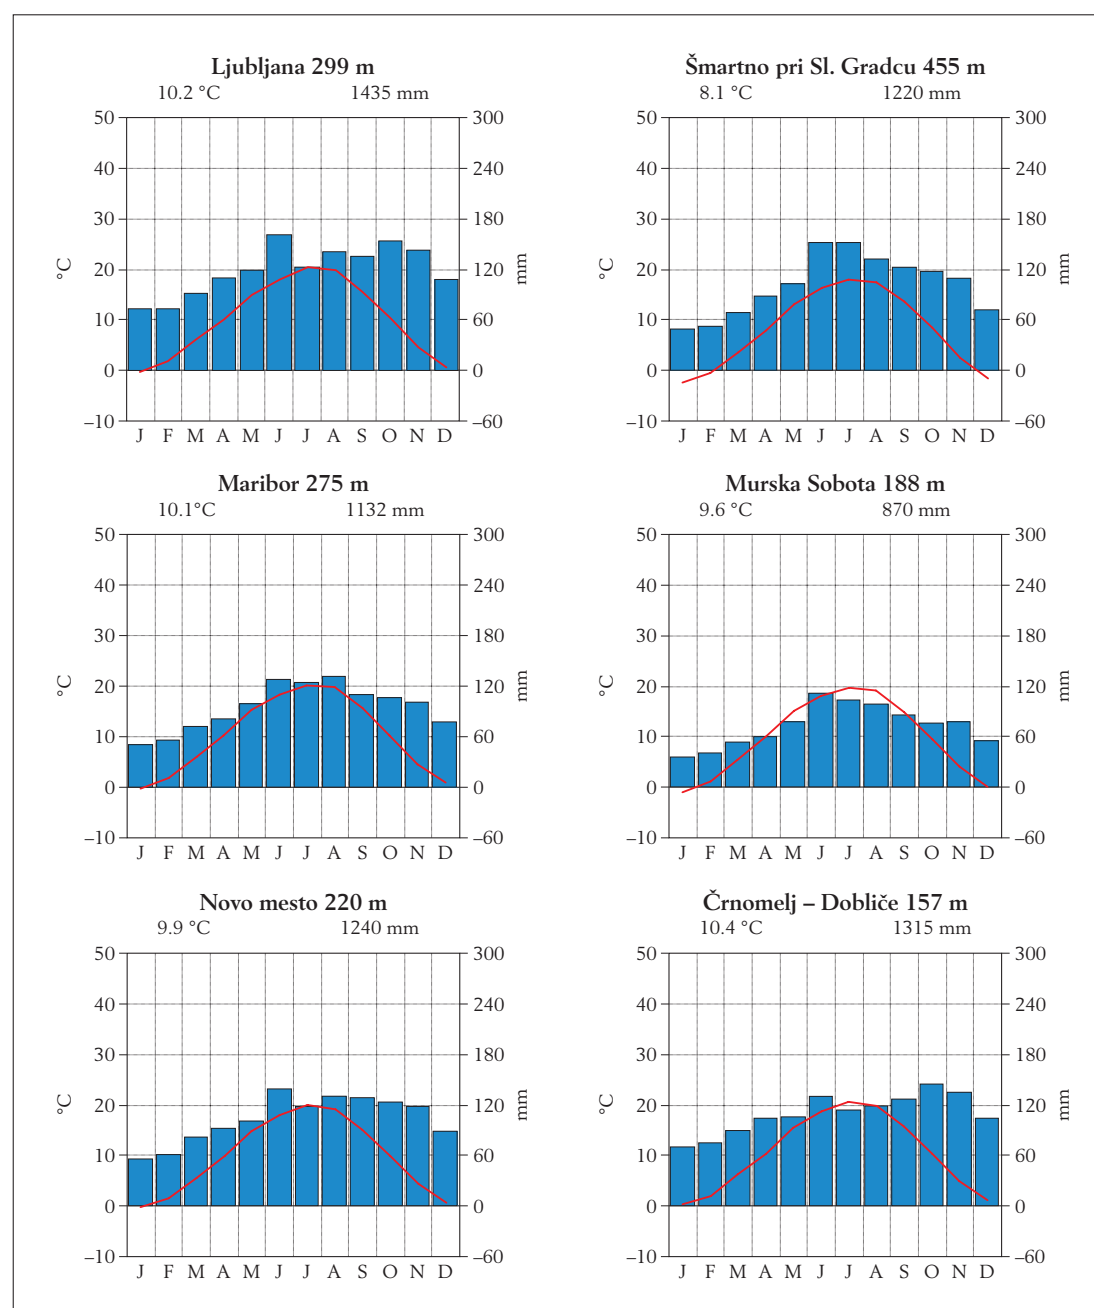 Ljubljana 299 m
10.2 °C 1435 mm
50 300
40 240
30 180
20 120
10 60
0 0
–10 –60
°C
mm
J F M A M J J A S O N D
Šmartno pri Sl. Gradcu 455 m
8.1 °C 1220 mm
50 300
40 240
30 180
20 120
10 60
0 0
–10 –60
°C
mm
J F M A M J J A S O N D
Maribor 275 m
10.1°C 1132 mm
50 300
40 240
30 180
20 120
10 60
0 0
–10 –60
°C
mm
J F M A M J J A S O N D
Murska Sobota 188 m
9.6 °C 870 mm
50 300
40 240
30 180
20 120
10 60
0 0
–10 –60
°C
mm
J F M A M J J A S O N D
Novo mesto 220 m
9.9 °C 1240 mm
50 300
40 240
30 180
20 120
10 60
0 0
–10 –60
°C
mm
J F M A M J J A S O N D
Črnomelj – Dobliče 157 m
10.4 °C 1315 mm
50 300
40 240
30 180
20 120
10 60
0 0
–10 –60
°C
mm
J F M A M J J A S O N D